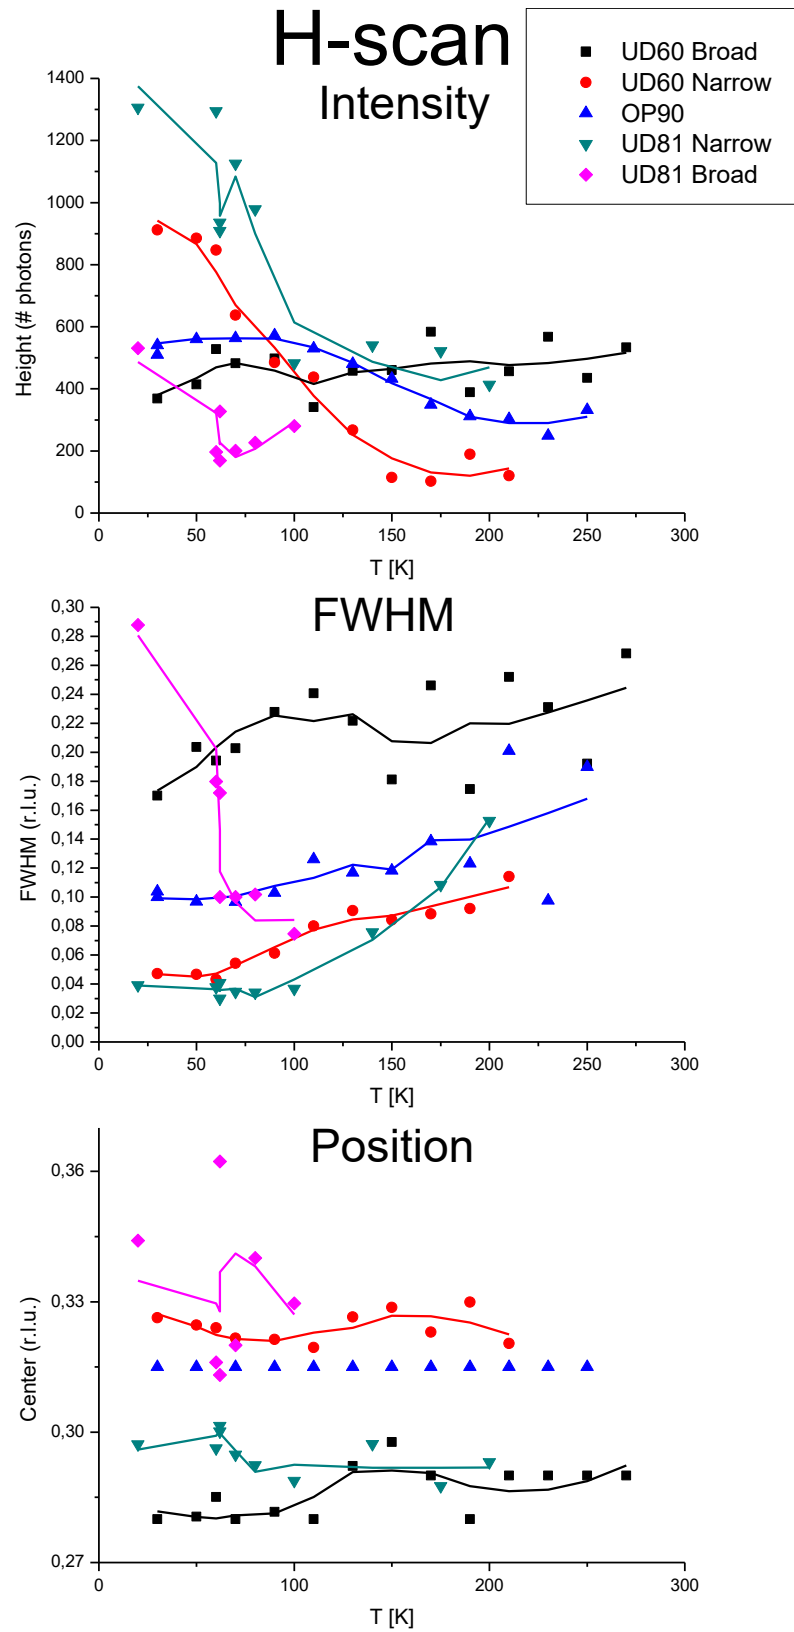 H-scan
UD60 Broad
UD60 Narrow
OP90
UD81 Narrow
UD81 Broad
Intensity
Height (# photons)
1400
1200
1000
800
600
400
200
0
0 50 100 150 200 250 300
T [K]
FWHM
FWHM (r.l.u.)
0,30
0,28
0,26
0,24
0,22
0,20
0,18
0,16
0,14
0,12
0,10
0,08
0,06
0,04
0,02
0,00
0 50 100 150 200 250 300
T [K]
Position
Center (r.l.u.)
0,36
0,33
0,30
0,27
0 100 200 300
T [K]